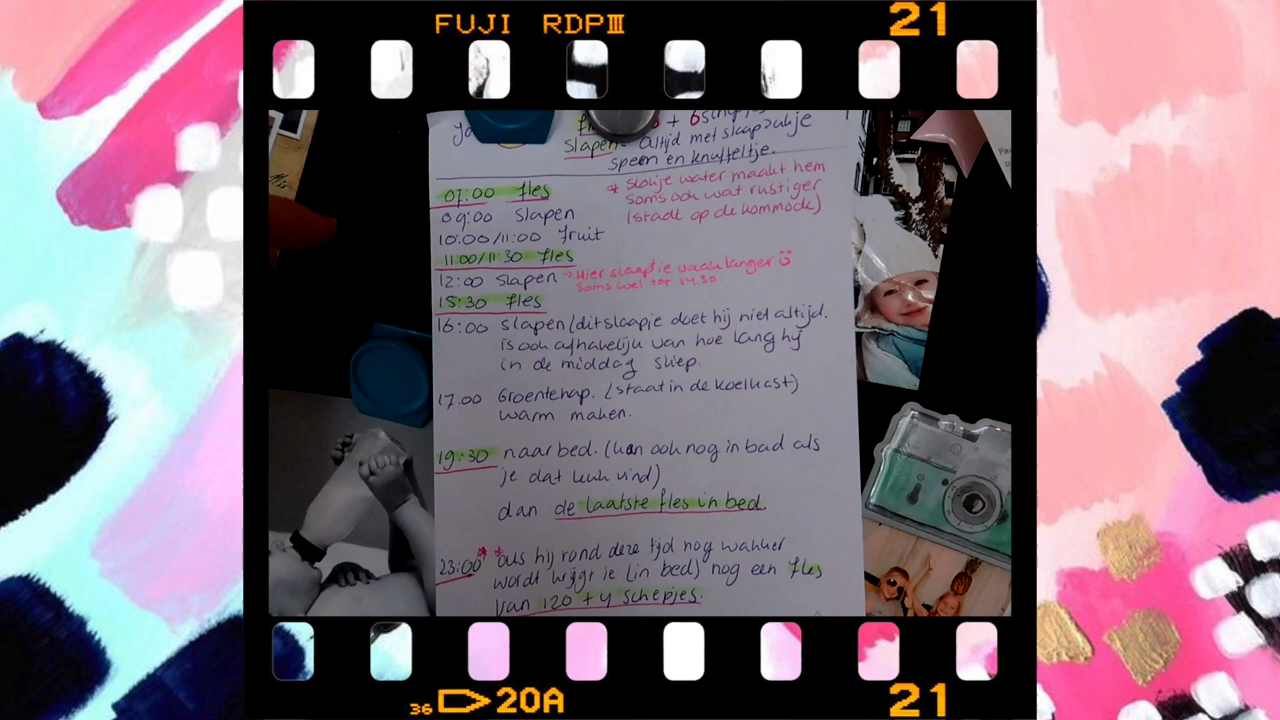 FUJI RDPIII
21
+ 6
slapen = altijd met slaapzakje
speen en knuffeltje.
07:00 fles
* Slokje water maakt hem
soms ook wat rustiger
(staat op de kommode)
09:00 slapen
10:00/11:00 fruit
11:00/11:30 fles
12:00 slapen → Hier slaapt ie vaak langer
soms wel tot 14.30
15:30 fles
16:00 slapen (dit slaapje doet hij niet altijd.
is ook afhakelijk van hoe lang hij
in de middag sliep.
17.00 Groentehap. (staat in de koelkast)
warm maken.
19:30 naar bed. (kan ook nog in bad als
je dat leuk vind)
dan de laatste fles in bed.
23:00 * * als hij rond deze tijd nog wakker
wordt krijgt ie (in bed) nog een fles
van 120 + 4 schepjes.
36 20A
21